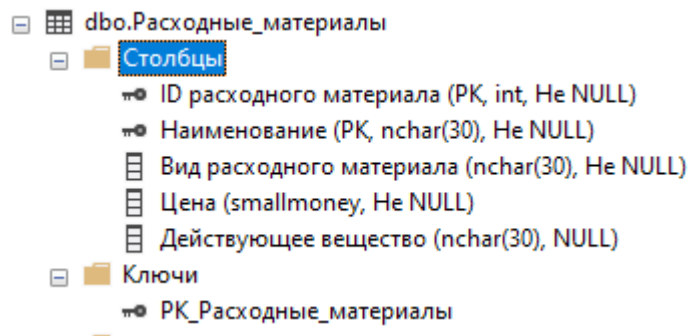 dbo.Расходные_материалы
Столбцы
ID расходного материала (PK, int, Не NULL)
Наименование (PK, nchar(30), Не NULL)
Вид расходного материала (nchar(30), Не NULL)
Цена (smallmoney, Не NULL)
Действующее вещество (nchar(30), NULL)
Ключи
PK_Расходные_материалы